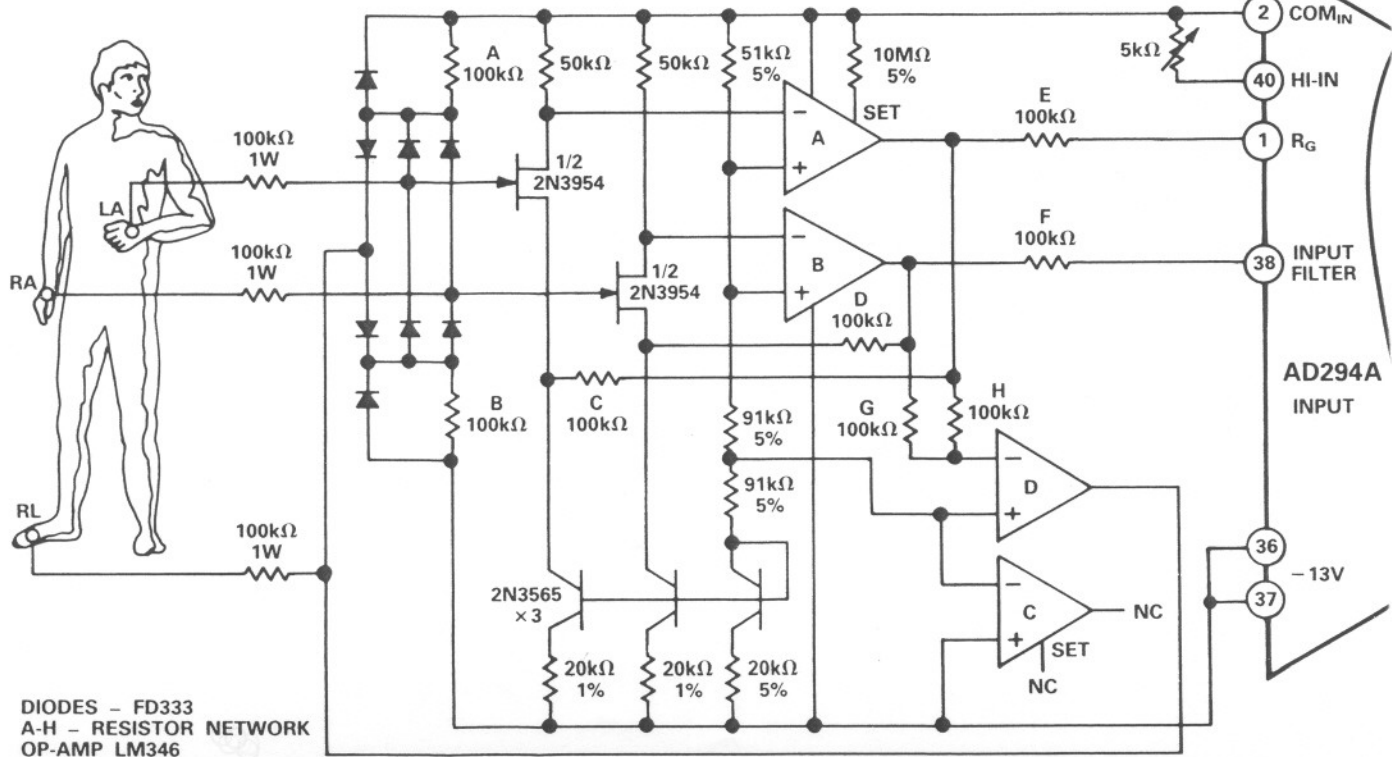 2 COM_IN
A
100kΩ
50kΩ
50kΩ
51kΩ
5%
10MΩ
5%
5kΩ
40 HI-IN
SET
−
A
+
E
100kΩ
1 R_G
100kΩ
1W
1/2
2N3954
LA
−
B
+
F
100kΩ
38 INPUT
FILTER
100kΩ
1W
RA
1/2
2N3954
D
100kΩ
AD294A
INPUT
B
100kΩ
C
100kΩ
91kΩ
5%
G
100kΩ
H
100kΩ
91kΩ
5%
−
D
+
RL
100kΩ
1W
2N3565
×3
−
C
+
NC
SET
NC
36
−13V
37
20kΩ
1%
20kΩ
1%
20kΩ
5%
DIODES – FD333
A-H – RESISTOR NETWORK
OP-AMP LM346